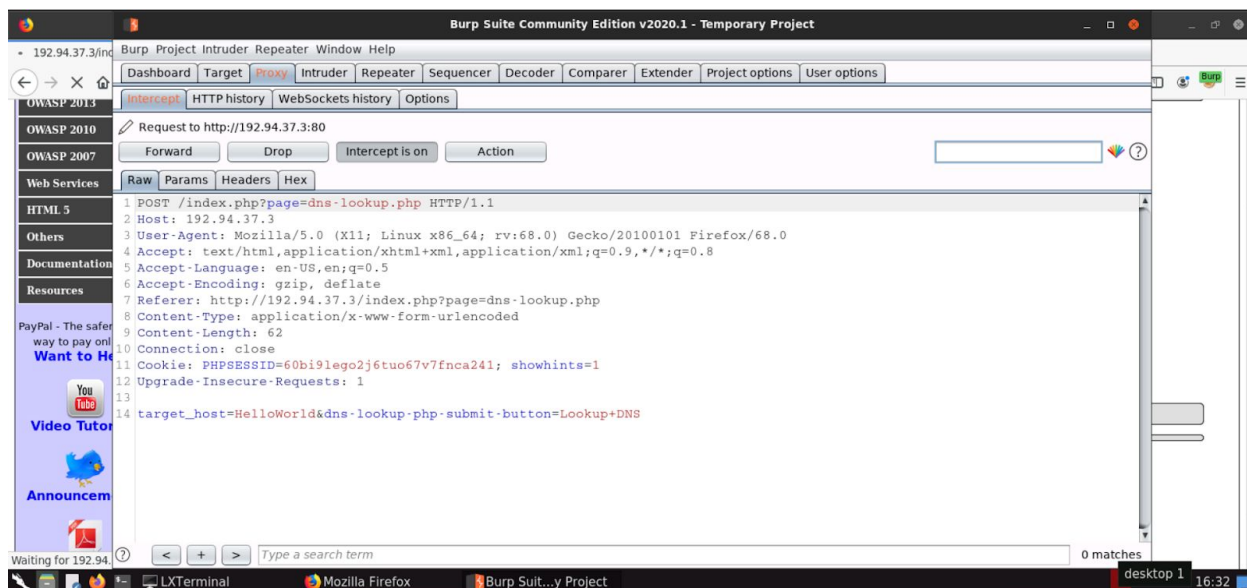 Burp Suite Community Edition v2020.1 - Temporary Project
192.94.37.3/ind
Burp Project Intruder Repeater Window Help
Dashboard Target Proxy Intruder Repeater Sequencer Decoder Comparer Extender Project options User options
Burp
Intercept HTTP history WebSockets history Options
OWASP 2013
OWASP 2010
OWASP 2007
Web Services
HTML 5
Others
Documentation
Resources
PayPal - The safer
way to pay onl
Want to He
You
Tube
Video Tutor
Announcem
Waiting for 192.94.
Request to http://192.94.37.3:80
Forward Drop Intercept is on Action
?
Raw Params Headers Hex
1 POST /index.php?page=dns-lookup.php HTTP/1.1
2 Host: 192.94.37.3
3 User-Agent: Mozilla/5.0 (X11; Linux x86_64; rv:68.0) Gecko/20100101 Firefox/68.0
4 Accept: text/html,application/xhtml+xml,application/xml;q=0.9,*/*;q=0.8
5 Accept-Language: en-US,en;q=0.5
6 Accept-Encoding: gzip, deflate
7 Referer: http://192.94.37.3/index.php?page=dns-lookup.php
8 Content-Type: application/x-www-form-urlencoded
9 Content-Length: 62
10 Connection: close
11 Cookie: PHPSESSID=60bi9lego2j6tuo67v7fnca241; showhints=1
12 Upgrade-Insecure-Requests: 1
13
14 target_host=HelloWorld&dns-lookup-php-submit-button=Lookup+DNS
? < + > Type a search term 0 matches
LXTerminal Mozilla Firefox Burp Suit...y Project desktop 1 16:32